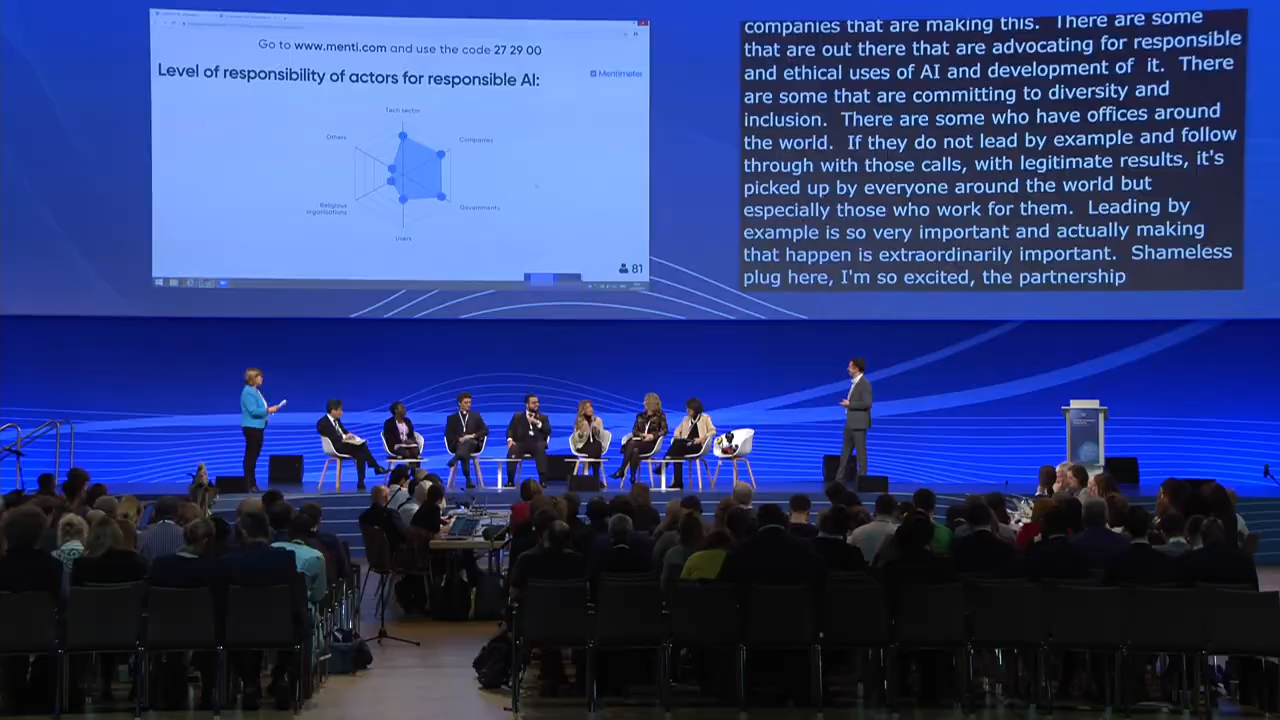 Go to www.menti.com and use the code 27 29 00
Level of responsibility of actors for responsible AI:
Mentimeter
Tech sector
Others
Companies
Religious
organisations
Governments
Users
81
companies that are making this.  There are some
that are out there that are advocating for responsible
and ethical uses of AI and development of it.  There
are some that are committing to diversity and
inclusion.  There are some who have offices around
the world.  If they do not lead by example and follow
through with those calls, with legitimate results, it's
picked up by everyone around the world but
especially those who work for them.  Leading by
example is so very important and actually making
that happen is extraordinarily important.  Shameless
plug here, I'm so excited, the partnership